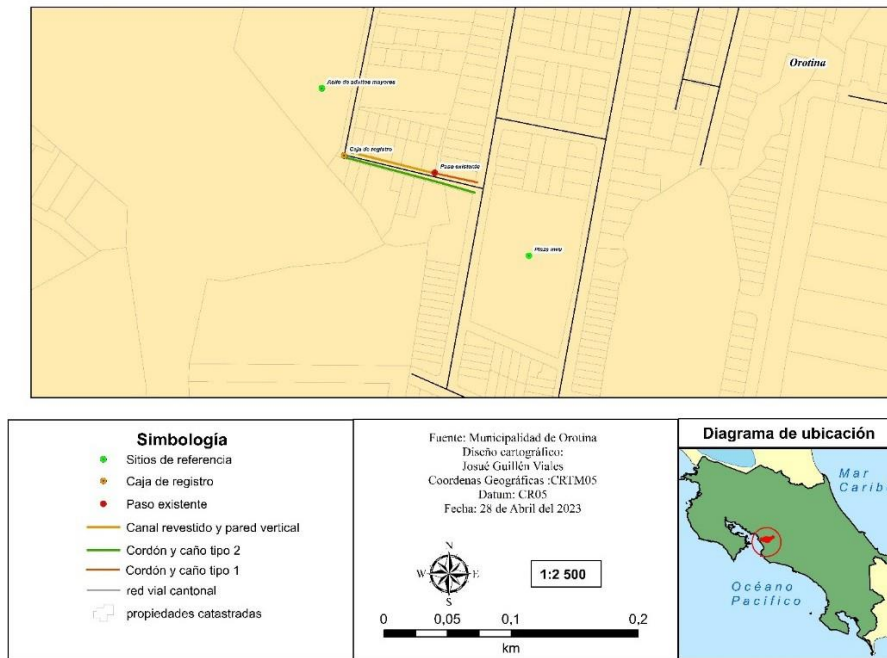 Orotina
Asilo de adultos mayores
Caja de registro
Paso existente
Simbología
Sitios de referencia
Caja de registro
Paso existente
Canal revestido y pared vertical
Cordón y caño tipo 2
Cordón y caño tipo 1
red vial cantonal
propiedades catastradas
Fuente: Municipalidad de Orotina
Diseño cartográfico:
Josué Guillén Viales
Coordenas Geográficas :CRTM05
Datum: CR05
Fecha: 28 de Abril del 2023
N
W E
S
1:2 500
0 0,05 0,1 0,2
km
Diagrama de ubicación
Mar
Carib
Océano
Pacífico